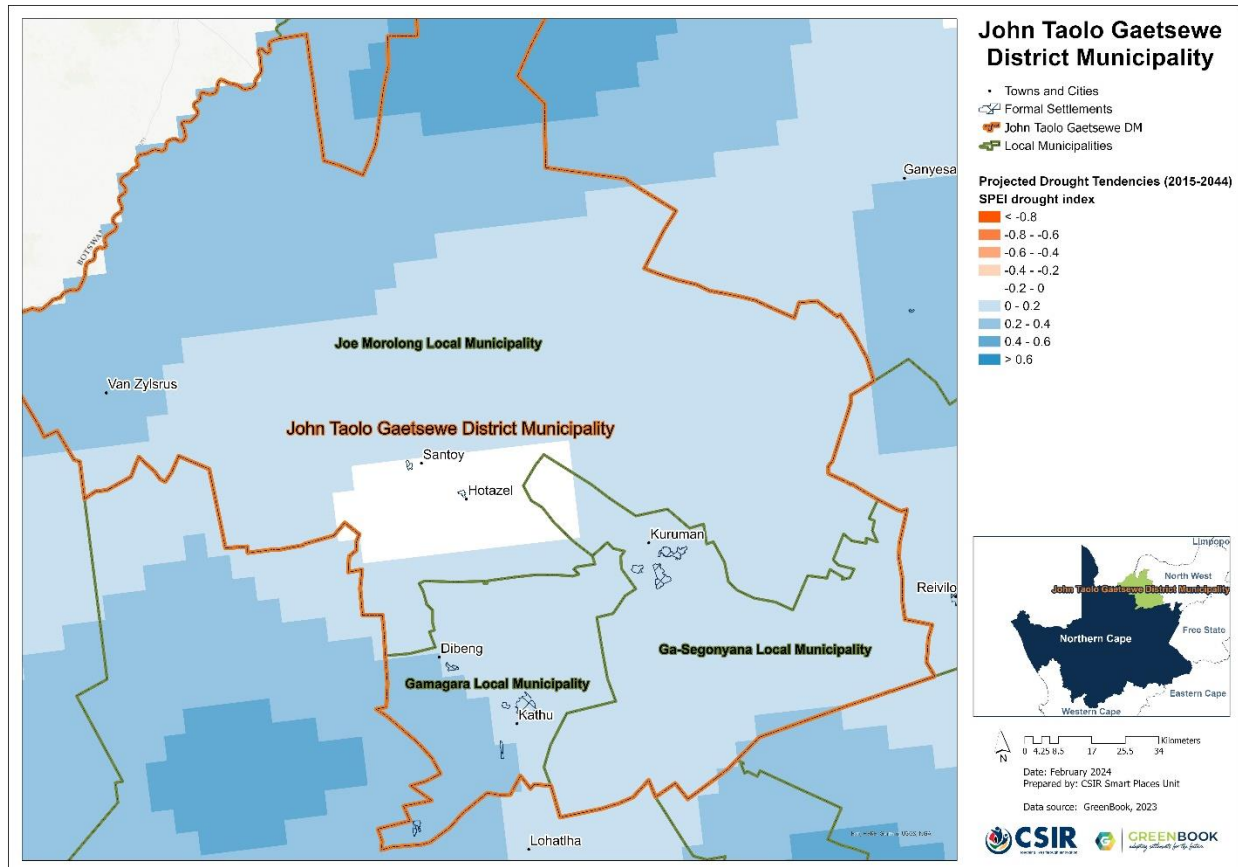 John Taolo Gaetsewe
District Municipality
Towns and Cities
Formal Settlements
John Taolo Gaetsewe DM
Local Municipalities
Projected Drought Tendencies (2015-2044)
SPEI drought index
< -0.8
-0.8 - -0.6
-0.6 - -0.4
-0.4 - -0.2
-0.2 - 0
0 - 0.2
0.2 - 0.4
0.4 - 0.6
> 0.6
Ganyesa
BOTSWAN
Joe Morolong Local Municipality
Van Zylsrus
John Taolo Gaetsewe District Municipality
Santoy
Hotazel
Kuruman
Reivilo
Dibeng
Ga-Segonyana Local Municipality
Gamagara Local Municipality
Kathu
Lohatlha
Limpopo
North West
John Taolo Gaetsewe District Municipality
Free State
Northern Cape
Eastern Cape
Western Cape
N
Kilometers
0 4.25 8.5 17 25.5 34
Date: February 2024
Prepared by: CSIR Smart Places Unit
Data source: GreenBook, 2023
CSIR
GREENBOOK
adapting settlements for the future